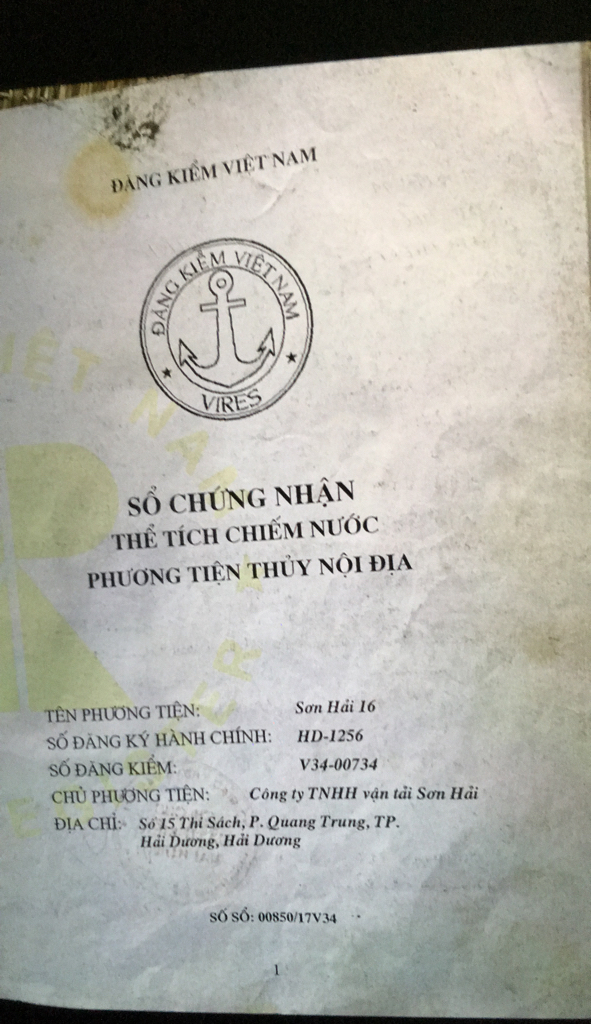 ĐĂNG KIỂM VIỆT NAM
ĐĂNG KIỂM VIỆT NAM
VIRES
VIỆT NAM
SỔ CHỨNG NHẬN
THỂ TÍCH CHIẾM NƯỚC
PHƯƠNG TIỆN THỦY NỘI ĐỊA
TÊN PHƯƠNG TIỆN: Sơn Hải 16
SỐ ĐĂNG KÝ HÀNH CHÍNH: HD-1256
SỐ ĐĂNG KIỂM: V34-00734
CHỦ PHƯƠNG TIỆN: Công ty TNHH vận tải Sơn Hải
ĐỊA CHỈ: Số 15 Thi Sách, P. Quang Trung, TP.
Hải Dương, Hải Dương
SỐ SỔ: 00850/17V34
1